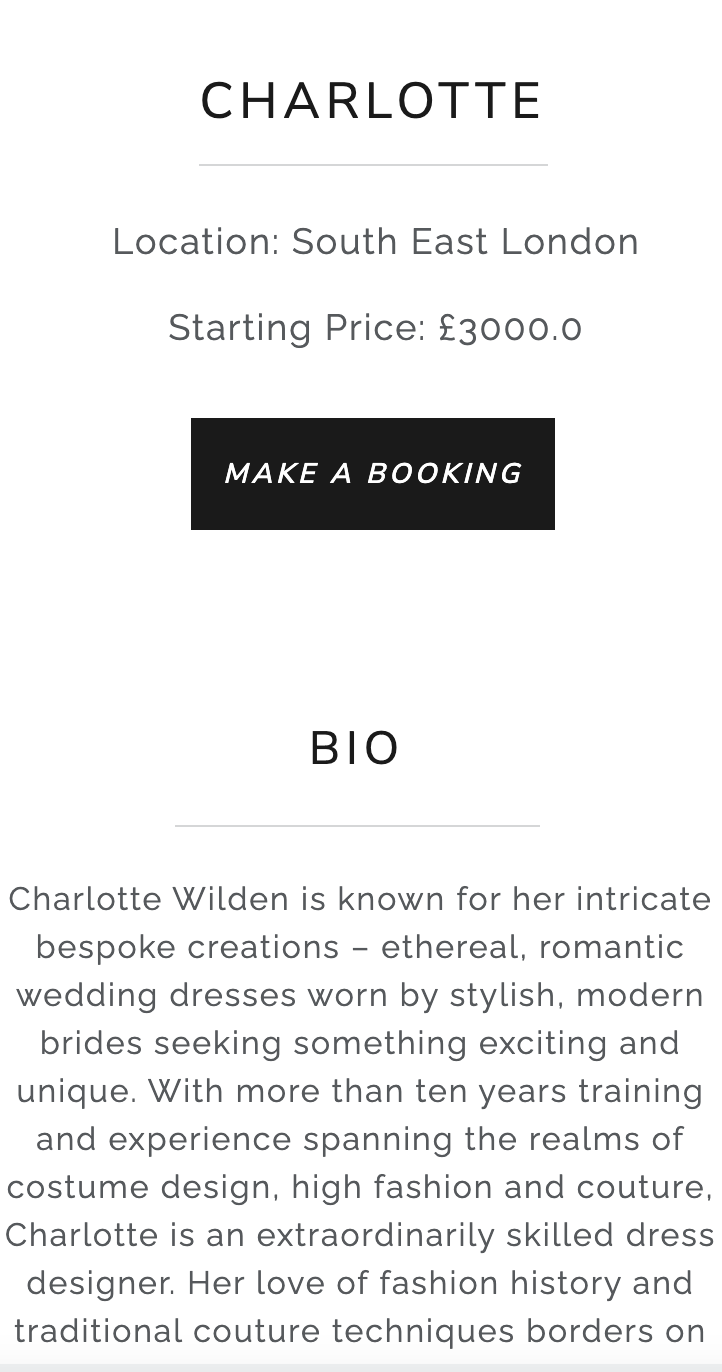 CHARLOTTE
Location: South East London
Starting Price: £3000.0
MAKE A BOOKING
BIO
Charlotte Wilden is known for her intricate
bespoke creations – ethereal, romantic
wedding dresses worn by stylish, modern
brides seeking something exciting and
unique. With more than ten years training
and experience spanning the realms of
costume design, high fashion and couture,
Charlotte is an extraordinarily skilled dress
designer. Her love of fashion history and
traditional couture techniques borders on